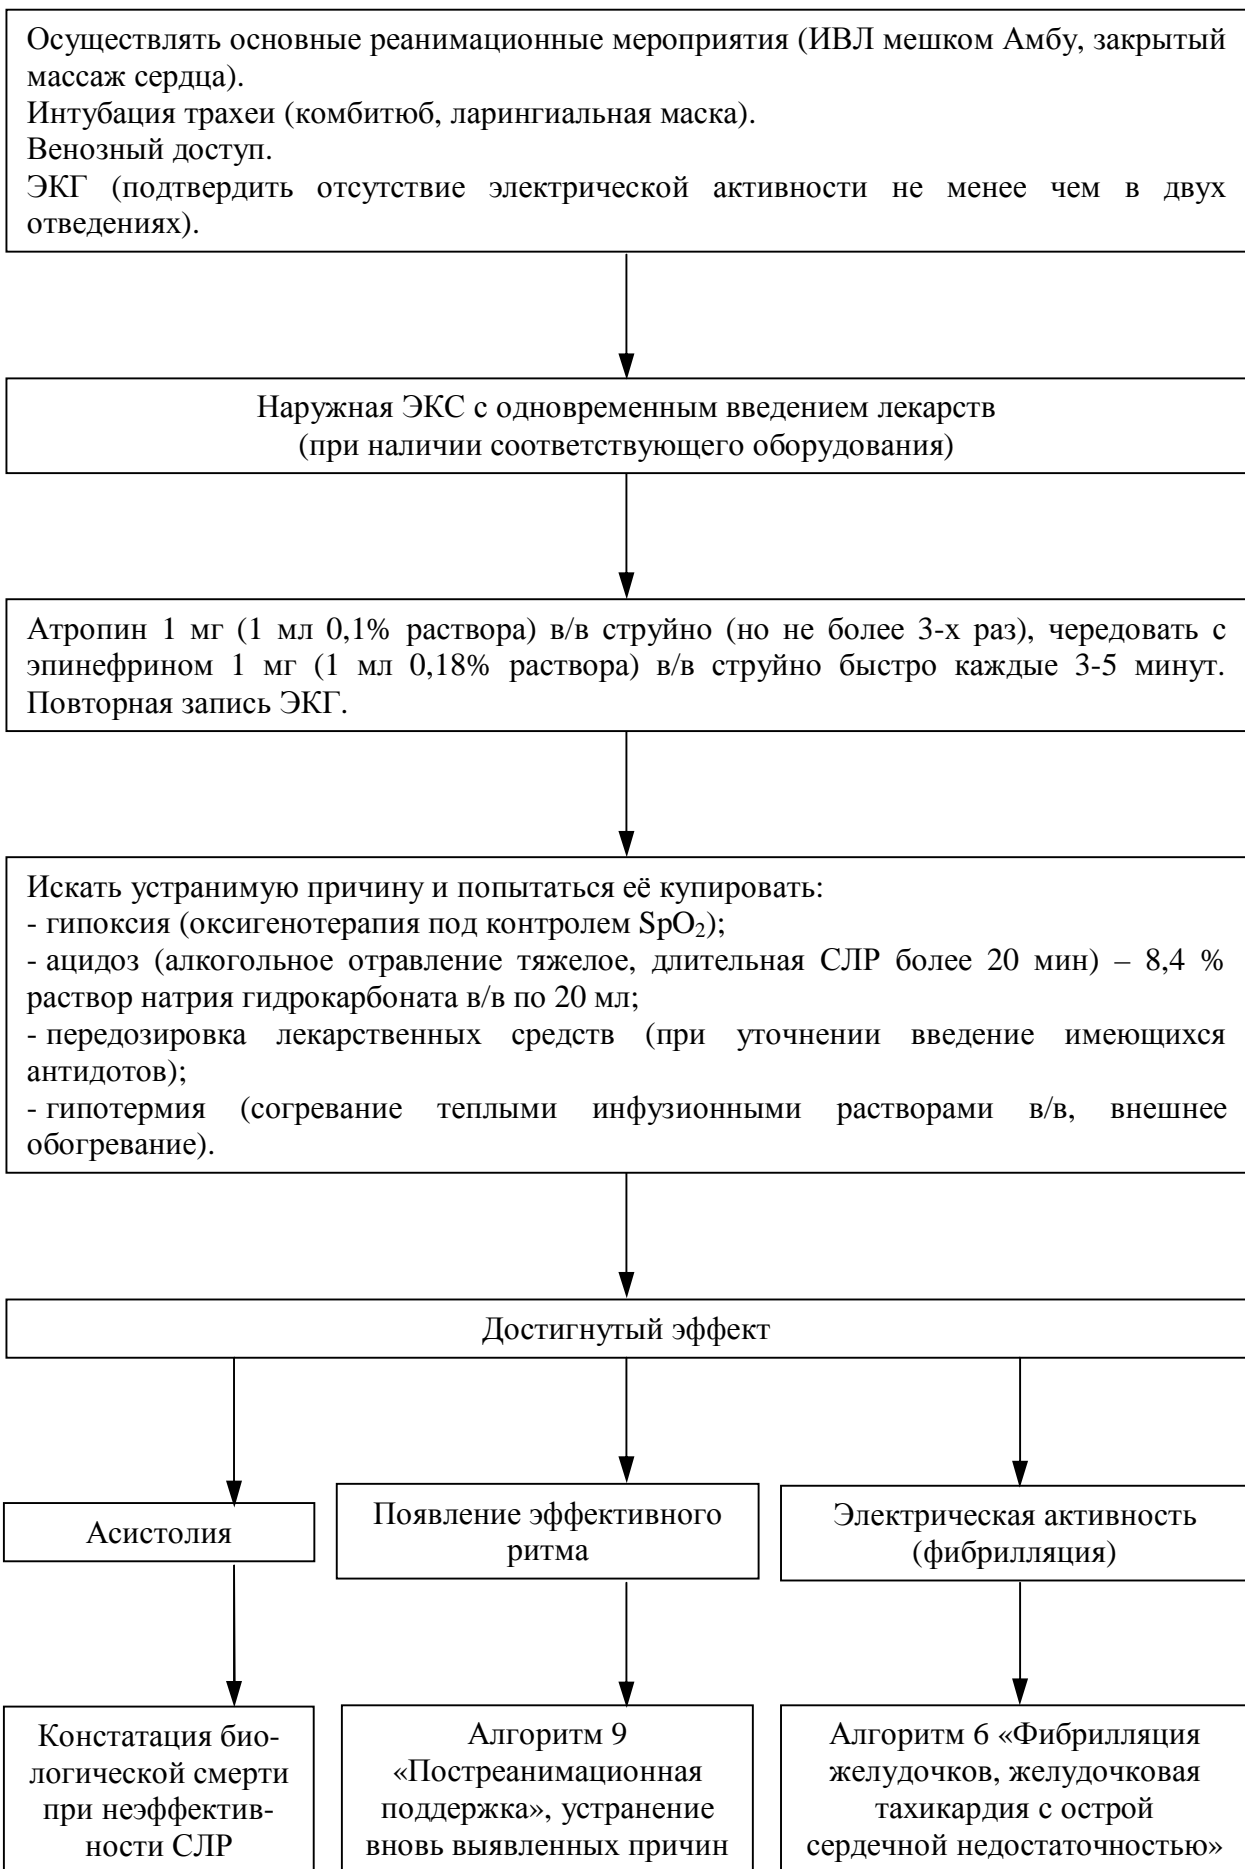 Осуществлять основные реанимационные мероприятия (ИВЛ мешком Амбу, закрытый
массаж сердца).
Интубация трахеи (комбитюб, ларингиальная маска).
Венозный доступ.
ЭКГ (подтвердить отсутствие электрической активности не менее чем в двух
отведениях).
Наружная ЭКС с одновременным введением лекарств
(при наличии соответствующего оборудования)
Атропин 1 мг (1 мл 0,1% раствора) в/в струйно (но не более 3-х раз), чередовать с
эпинефрином 1 мг (1 мл 0,18% раствора) в/в струйно быстро каждые 3-5 минут.
Повторная запись ЭКГ.
Искать устранимую причину и попытаться её купировать:
- гипоксия (оксигенотерапия под контролем SpO₂);
- ацидоз (алкогольное отравление тяжелое, длительная СЛР более 20 мин) – 8,4 %
раствор натрия гидрокарбоната в/в по 20 мл;
- передозировка лекарственных средств (при уточнении введение имеющихся
антидотов);
- гипотермия (согревание теплыми инфузионными растворами в/в, внешнее
обогревание).
Достигнутый эффект
Асистолия
Появление эффективного
ритма
Электрическая активность
(фибрилляция)
Констатация био-
логической смерти
при неэффектив-
ности СЛР
Алгоритм 9
«Постреанимационная
поддержка», устранение
вновь выявленных причин
Алгоритм 6 «Фибрилляция
желудочков, желудочковая
тахикардия с острой
сердечной недостаточностью»